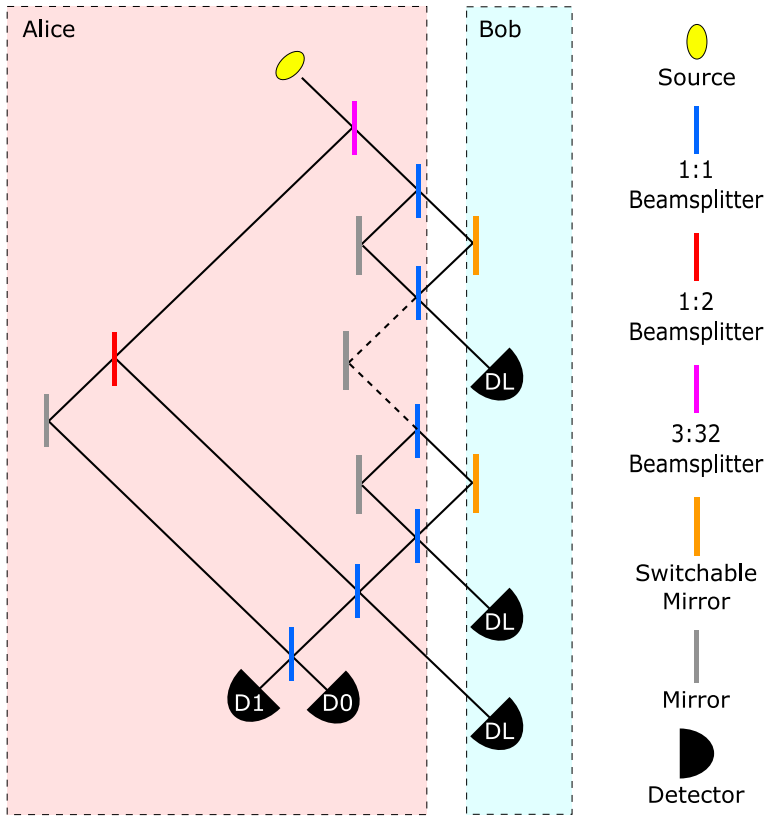 Alice
Bob
Source
1:1
Beamsplitter
1:2
Beamsplitter
3:32
Beamsplitter
Switchable
Mirror
Mirror
Detector
DL
DL
D1
D0
DL